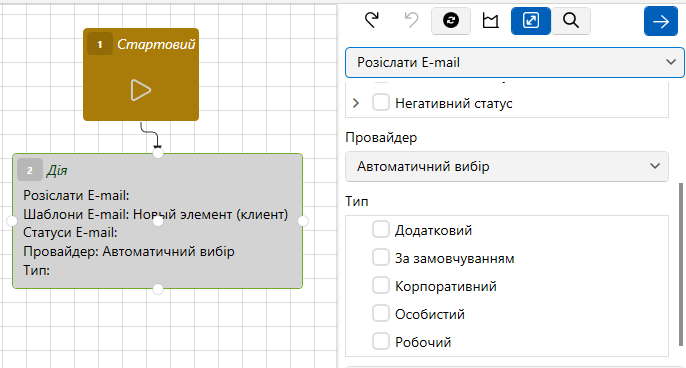 1 Стартовий
2 Дія
Розіслати E-mail:
Шаблони E-mail: Новый элемент (клиент)
Статуси E-mail:
Провайдер: Автоматичний вибір
Тип:
Розіслати E-mail
Негативний статус
Провайдер
Автоматичний вибір
Тип
Додатковий
За замовчуванням
Корпоративний
Особистий
Робочий